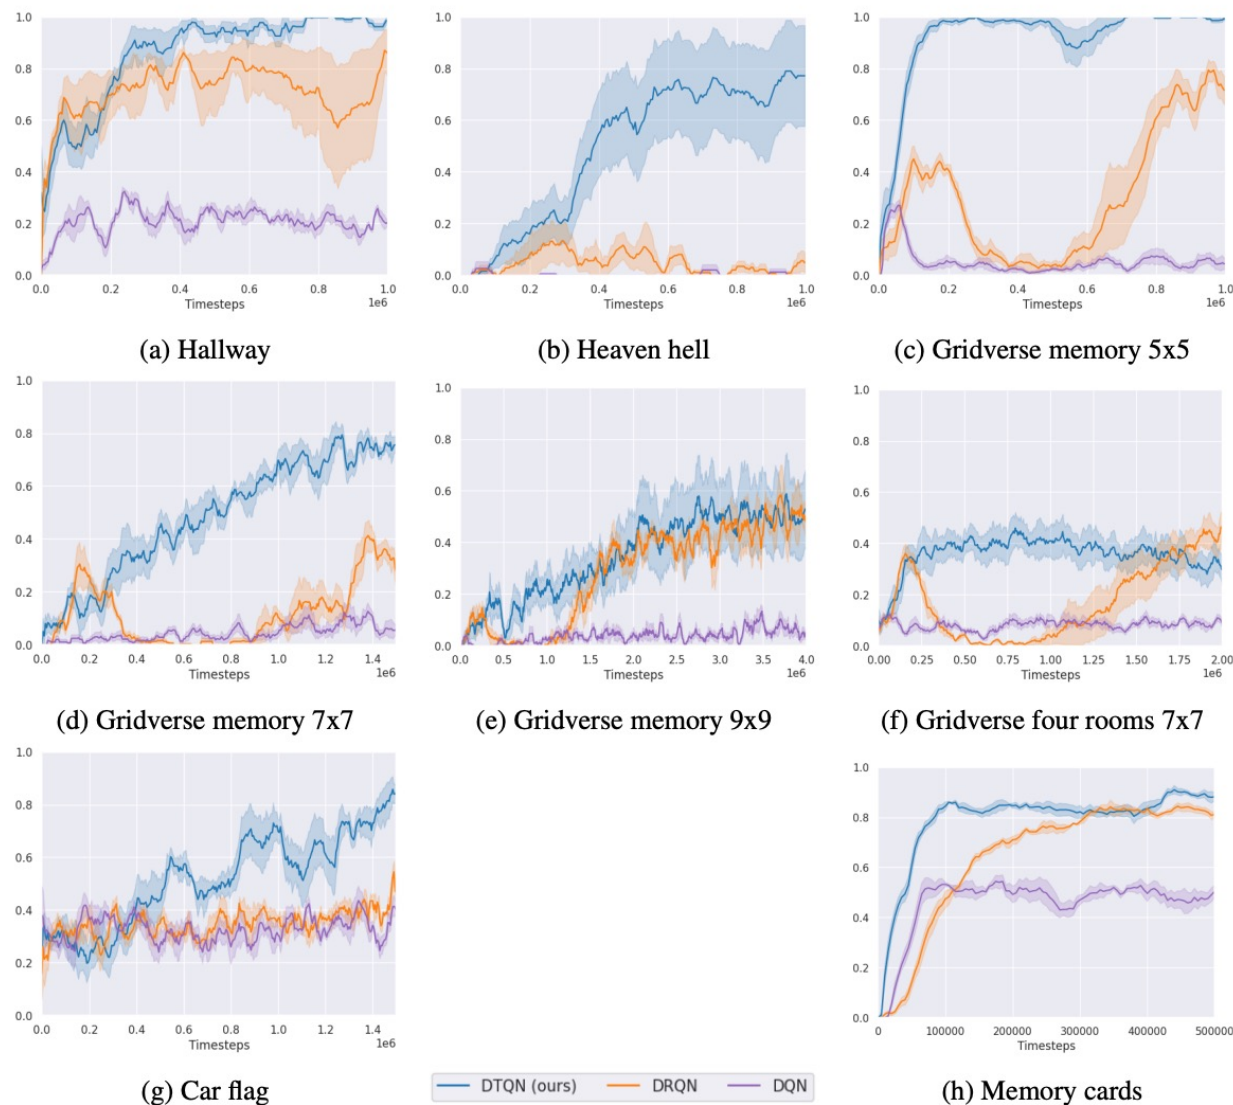 1.0
0.8
0.6
0.4
0.2
0.0
0.0 0.2 0.4 0.6 0.8 1.0
1e6
Timesteps
(a) Hallway
1.0
0.8
0.6
0.4
0.2
0.0
0.0 0.2 0.4 0.6 0.8 1.0
1e6
Timesteps
(b) Heaven hell
1.0
0.8
0.6
0.4
0.2
0.0
0.0 0.2 0.4 0.6 0.8 1.0
1e6
Timesteps
(c) Gridverse memory 5x5
1.0
0.8
0.6
0.4
0.2
0.0
0.0 0.2 0.4 0.6 0.8 1.0 1.2 1.4
1e6
Timesteps
(d) Gridverse memory 7x7
1.0
0.8
0.6
0.4
0.2
0.0
0.0 0.5 1.0 1.5 2.0 2.5 3.0 3.5 4.0
1e6
Timesteps
(e) Gridverse memory 9x9
1.0
0.8
0.6
0.4
0.2
0.0
0.00 0.25 0.50 0.75 1.00 1.25 1.50 1.75 2.00
1e6
Timesteps
(f) Gridverse four rooms 7x7
1.0
0.8
0.6
0.4
0.2
0.0
0.0 0.2 0.4 0.6 0.8 1.0 1.2 1.4
1e6
Timesteps
(g) Car flag
DTQN (ours) DRQN DQN
1.0
0.8
0.6
0.4
0.2
0.0
0 100000 200000 300000 400000 500000
Timesteps
(h) Memory cards